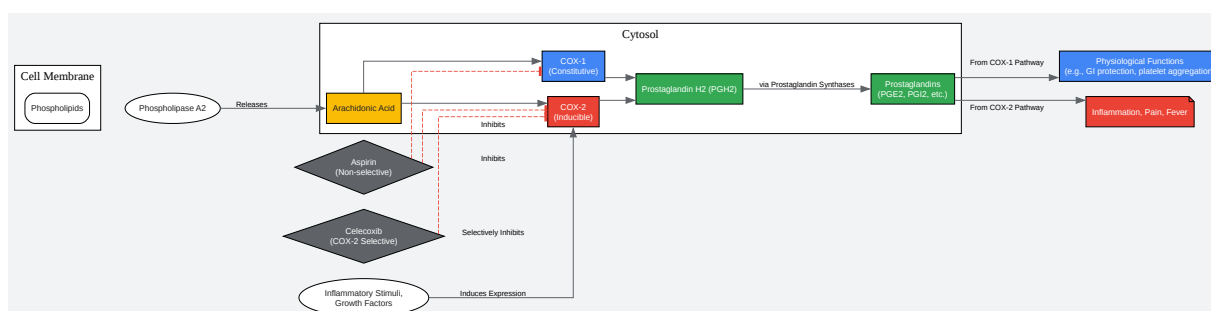 Cytosol
Cell Membrane
Phospholipids
Phospholipase A2
Releases
Arachidonic Acid
COX-1
(Constitutive)
COX-2
(Inducible)
Prostaglandin H2 (PGH2)
via Prostaglandin Synthases
Prostaglandins
(PGE2, PGI2, etc.)
From COX-1 Pathway
Physiological Functions
(e.g., GI protection, platelet aggregation
From COX-2 Pathway
Inflammation, Pain, Fever
Inhibits
Aspirin
(Non-selective)
Inhibits
Celecoxib
(COX-2 Selective)
Selectively Inhibits
Inflammatory Stimuli,
Growth Factors
Induces Expression